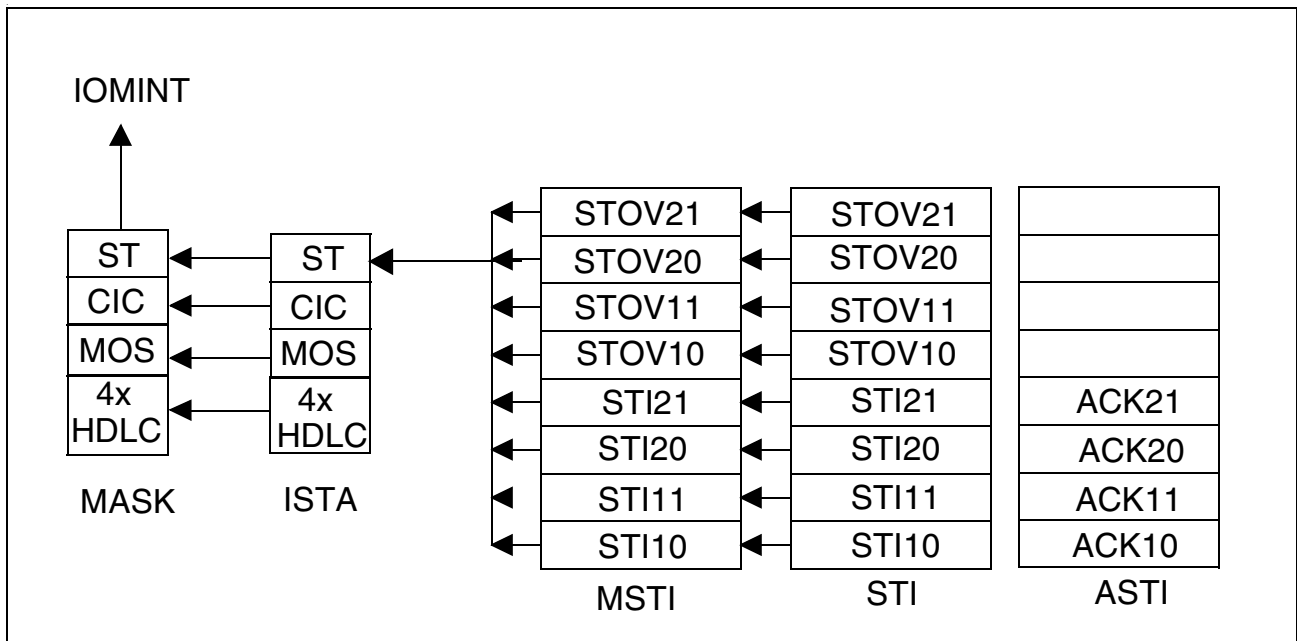 IOMINT
ST
CIC
MOS
4x
HDLC
MASK
ST
CIC
MOS
4x
HDLC
ISTA
STOV21
STOV20
STOV11
STOV10
STI21
STI20
STI11
STI10
MSTI
STOV21
STOV20
STOV11
STOV10
STI21
STI20
STI11
STI10
STI
ACK21
ACK20
ACK11
ACK10
ASTI